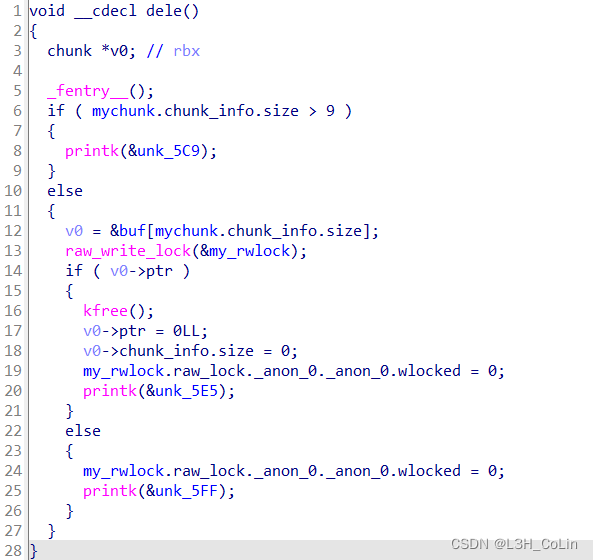 1 void __cdecl dele()
2 {
3 chunk *v0; // rbx
4
5 _fentry__();
6 if ( mychunk.chunk_info.size > 9 )
7 {
8 printk(&unk_5C9);
9 }
10 else
11 {
12 v0 = &buf[mychunk.chunk_info.size];
13 raw_write_lock(&my_rwlock);
14 if ( v0->ptr )
15 {
16 kfree();
17 v0->ptr = 0LL;
18 v0->chunk_info.size = 0;
19 my_rwlock.raw_lock._anon_0._anon_0.wlocked = 0;
20 printk(&unk_5E5);
21 }
22 else
23 {
24 my_rwlock.raw_lock._anon_0._anon_0.wlocked = 0;
25 printk(&unk_5FF);
26 }
27 }
28 }
CSDN @L3H_CoLin